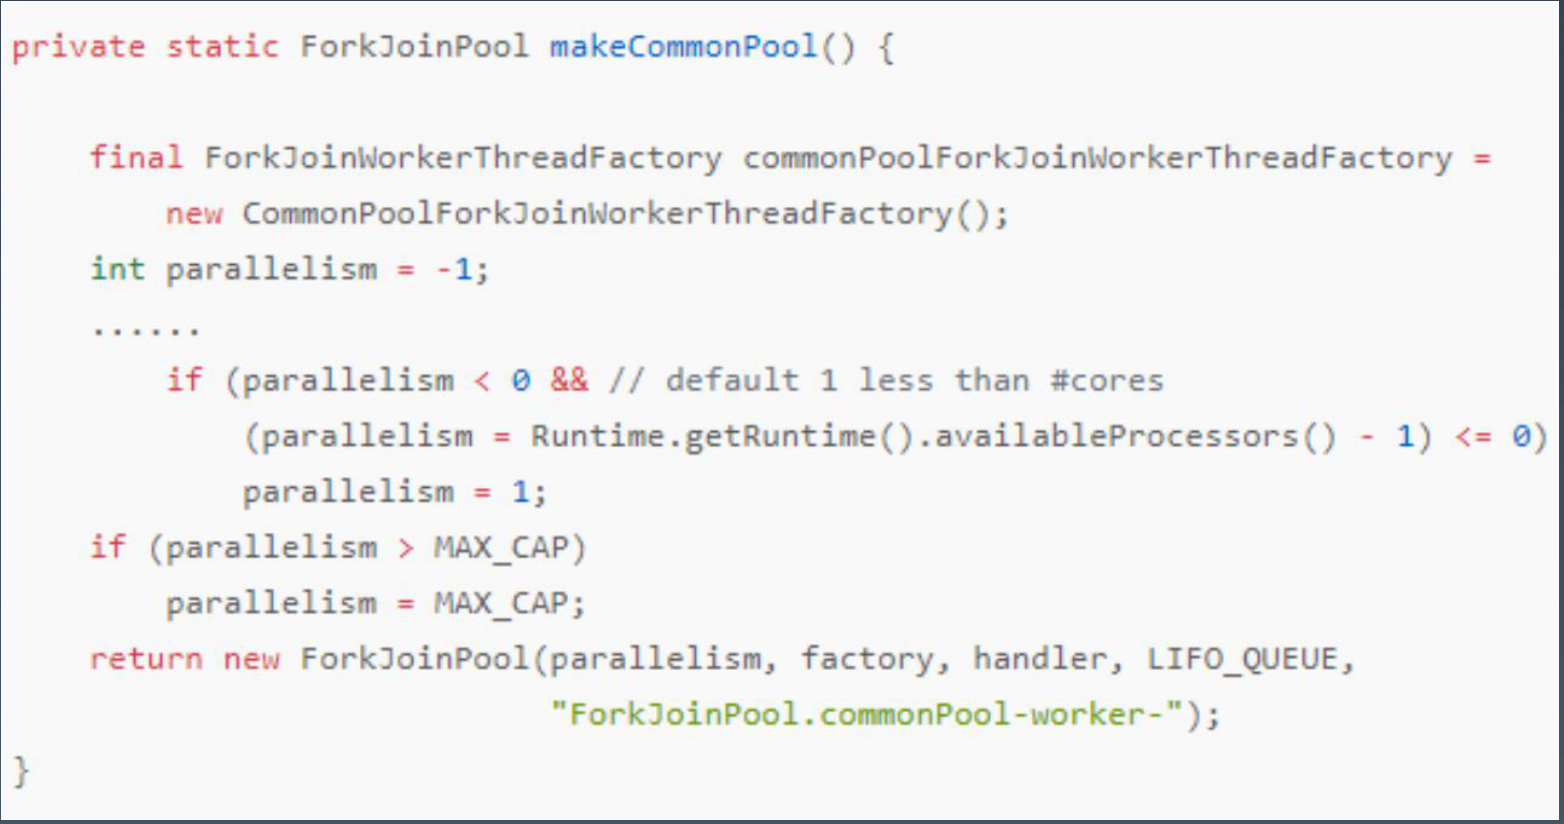 private static ForkJoinPool makeCommonPool() {
final ForkJoinWorkerThreadFactory commonPoolForkJoinWorkerThreadFactory =
new CommonPoolForkJoinWorkerThreadFactory();
int parallelism = -1;
......
if (parallelism < 0 && // default 1 less than #cores
(parallelism = Runtime.getRuntime().availableProcessors() - 1) <= 0)
parallelism = 1;
if (parallelism > MAX_CAP)
parallelism = MAX_CAP;
return new ForkJoinPool(parallelism, factory, handler, LIFO_QUEUE,
"ForkJoinPool.commonPool-worker-");
}